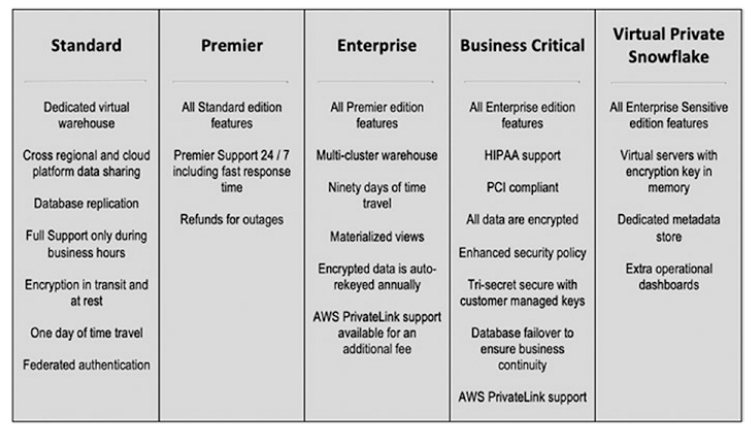 Standard
Dedicated virtual
warehouse
Cross regional and cloud
platform data sharing
Database replication
Full Support only during
business hours
Encryption in transit and
at rest
One day of time travel
Federated authentication
Premier
All Standard edition
features
Premier Support 24 / 7
including fast response
time
Refunds for outages
Enterprise
All Premier edition
features
Multi-cluster warehouse
Ninety days of time
travel
Materialized views
Encrypted data is auto-
rekeyed annually
AWS PrivateLink support
available for an
additional fee
Business Critical
All Enterprise edition
features
HIPAA support
PCI compliant
All data are encrypted
Enhanced security policy
Tri-secret secure with
customer managed keys
Database failover to
ensure business
continuity
AWS PrivateLink support
Virtual Private
Snowflake
All Enterprise Sensitive
edition features
Virtual servers with
encryption key in
memory
Dedicated metadata
store
Extra operational
dashboards